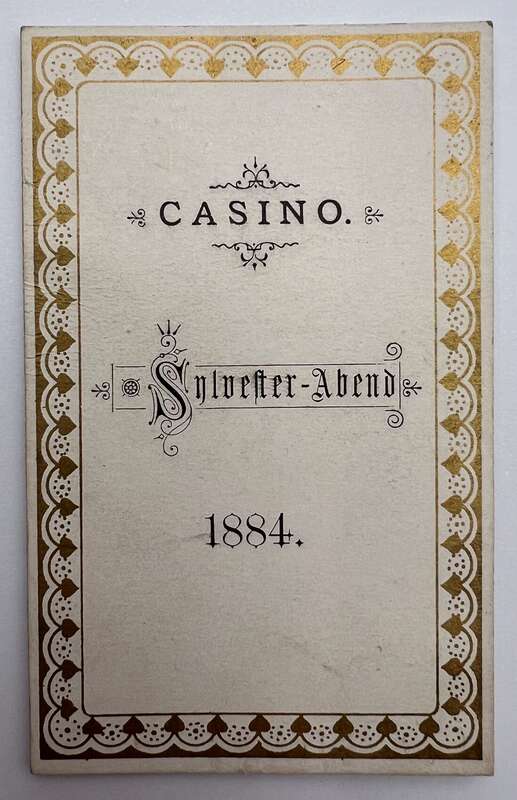 CASINO.
Sylvester-Abend
1884.